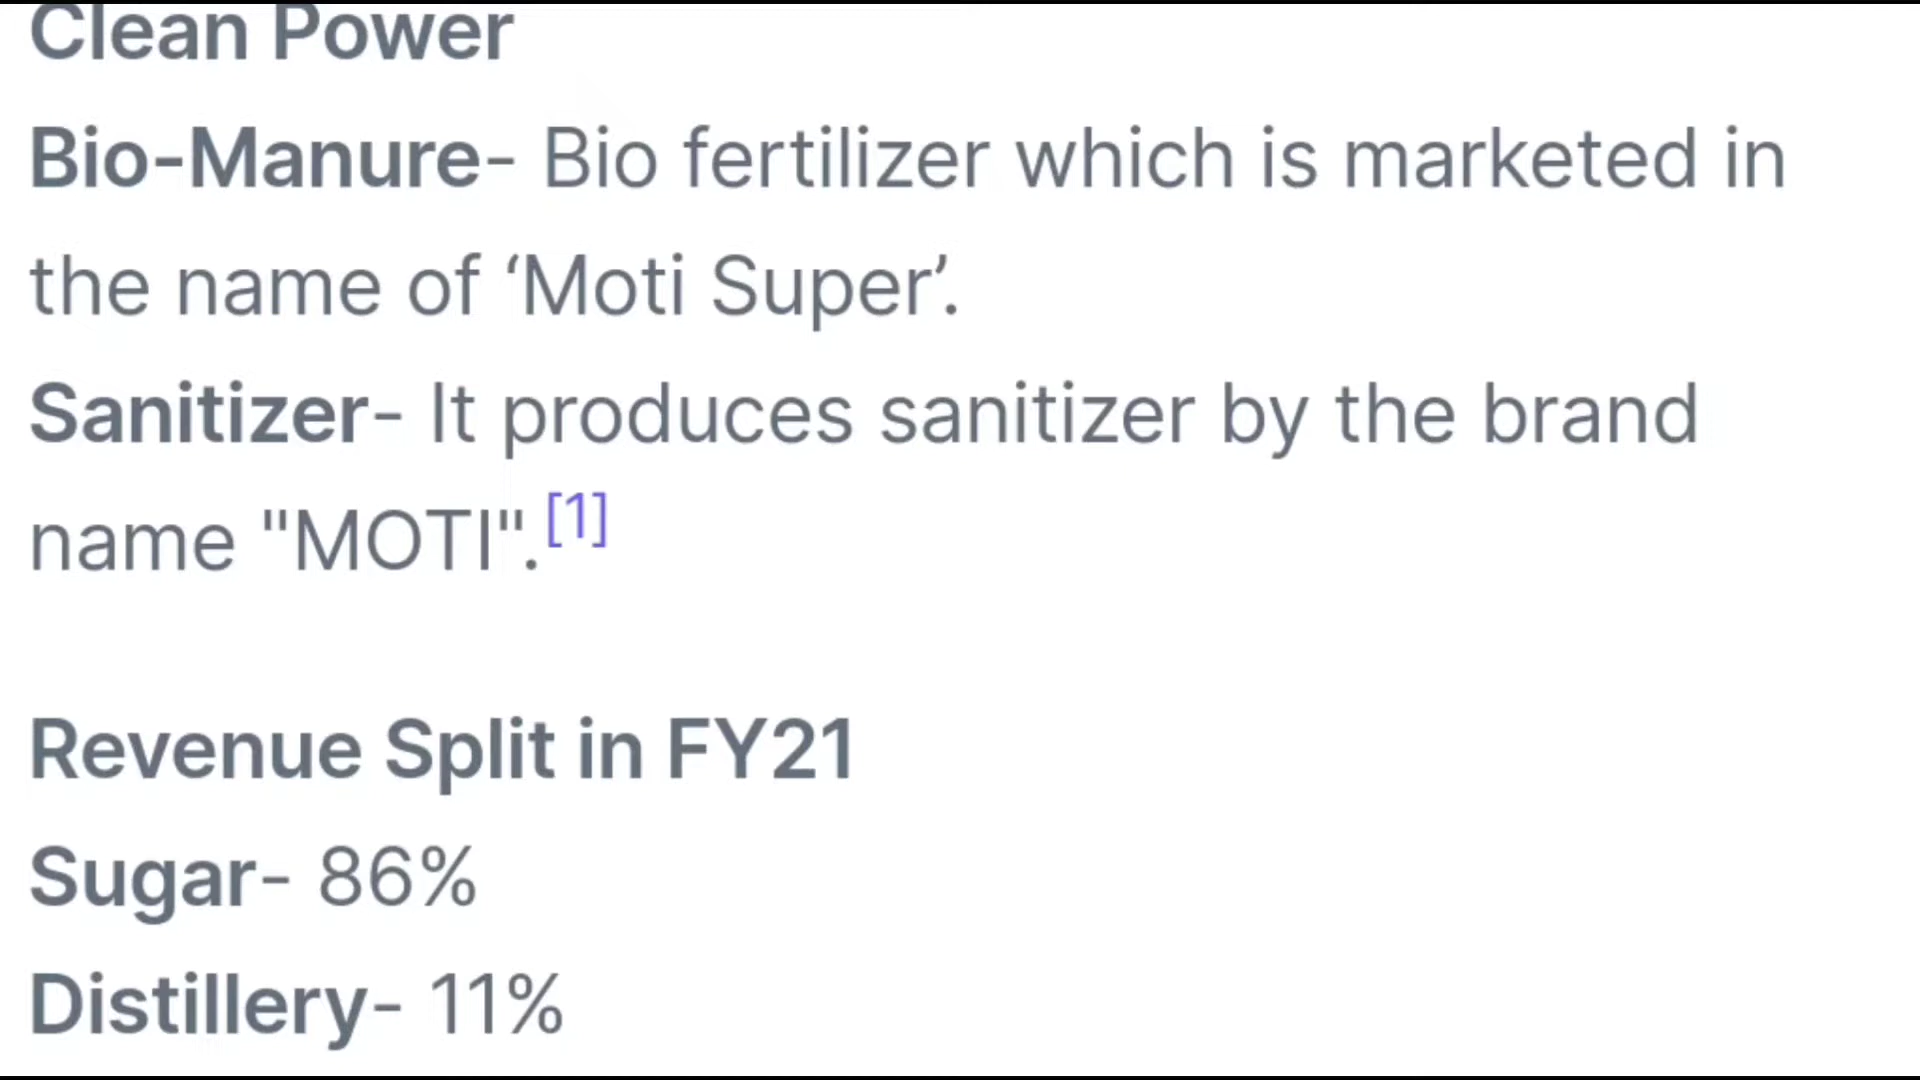 Clean Power
Bio-Manure- Bio fertilizer which is marketed in
the name of ‘Moti Super’.
Sanitizer- It produces sanitizer by the brand
name "MOTI".[1]
Revenue Split in FY21
Sugar- 86%
Distillery- 11%